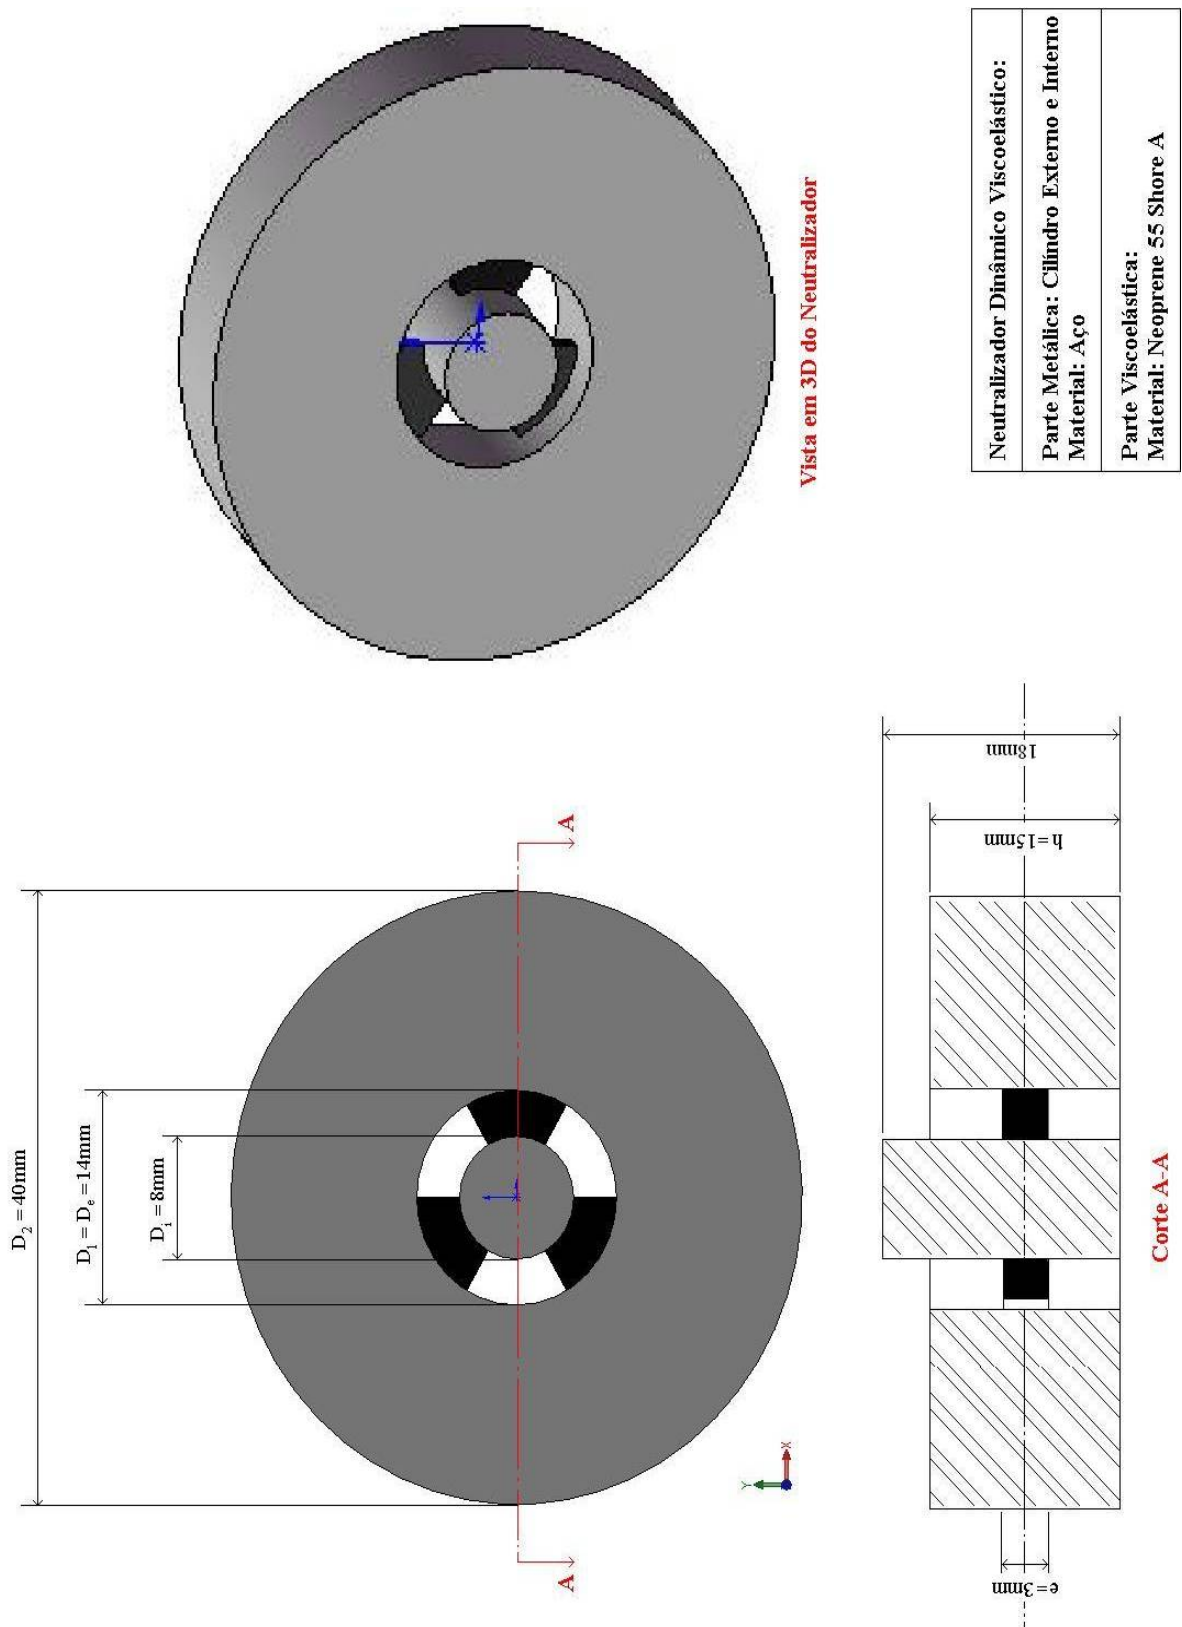 D₂ = 40mm
D₁ = Dₑ = 14mm
Dᵢ = 8mm
A
A
Y
X
Vista em 3D do Neutralizador
18mm
h=15mm
e=3mm
Corte A-A
Neutralizador Dinâmico Viscoelástico:
Parte Metálica: Cilíndro Externo e Interno
Material: Aço
Parte Viscoelástica:
Material: Neoprene 55 Shore A